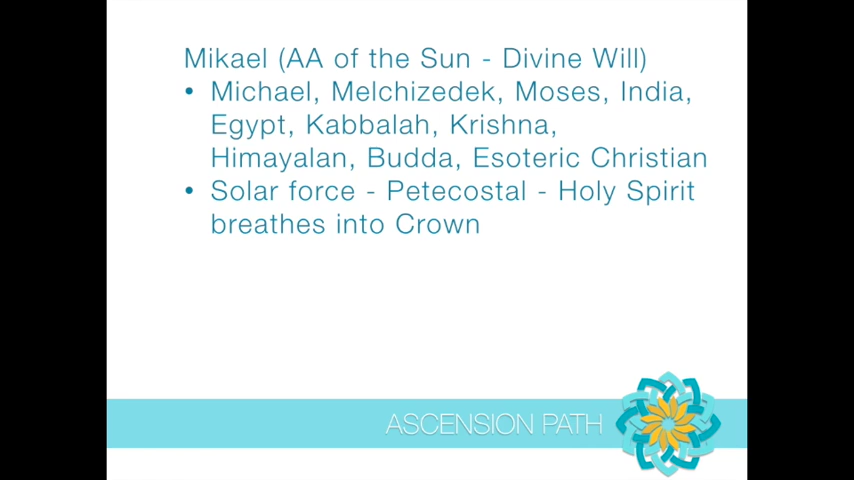 Mikael (AA of the Sun - Divine Will)
• Michael, Melchizedek, Moses, India,
Egypt, Kabbalah, Krishna,
Himayalan, Budda, Esoteric Christian
• Solar force - Petecostal - Holy Spirit
breathes into Crown
ASCENSION PATH